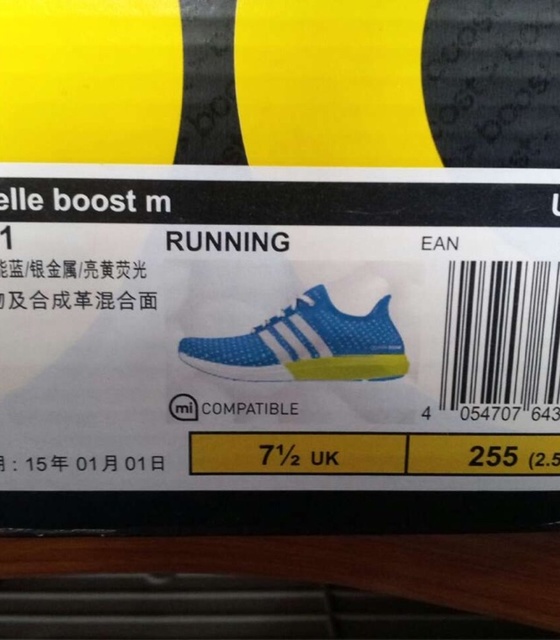 elle boost m U
1 RUNNING EAN
能蓝/银金属/亮黄荧光
物及合成革混合面
mi COMPATIBLE
4 054707 643
期：15年 01月 01日 7½ UK 255 (2.5